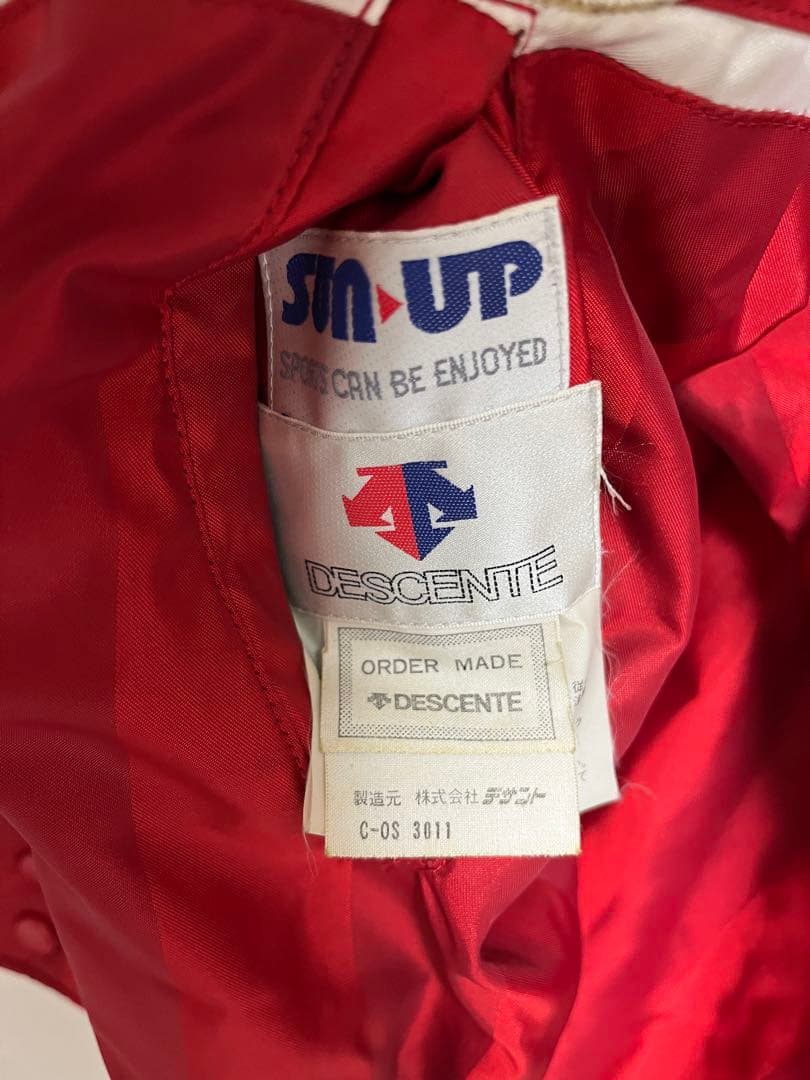 SUN UP
SPORTS CAN BE ENJOYED
DESCENTE
ORDER MADE
DESCENTE
製造元 株式会社 デサント
C-OS 3011